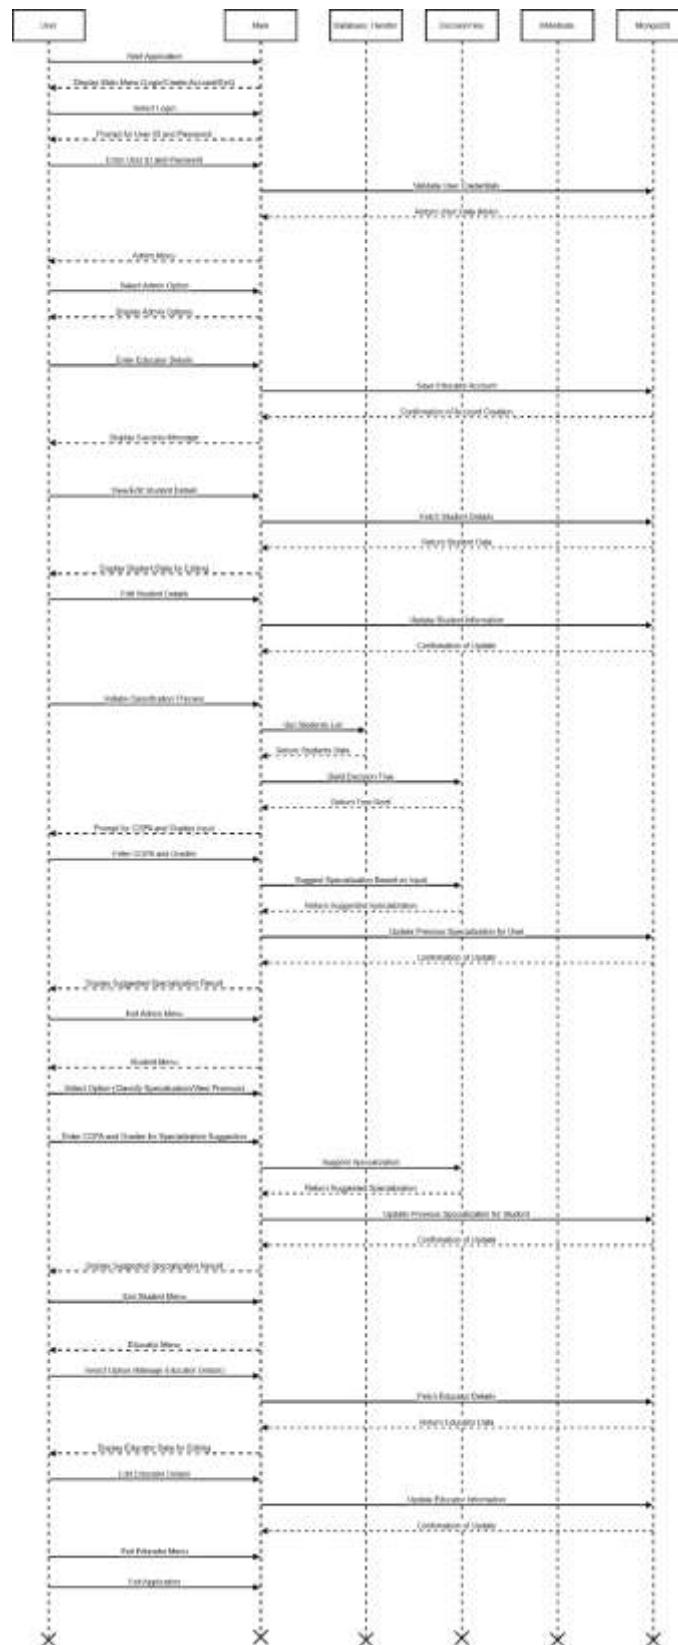 User
Main
Database Handler
DecisionTree
MongoDB
Start Application
Display Main Menu (Login/Create Account/Exit)
Select Login
Prompt for User ID and Password
Enter User ID and Password
Validate User Credentials
Return User Data
Admin Menu
Select Admin Option
Display Admin Options
Enter Educator Details
Save Educator Account
Confirmation of Account Creation
Display Success Message
View/Edit Student Details
Fetch Student Details
Return Student Data
Display Student Data for Editing
Edit Student Details
Update Student Information
Confirmation of Update
Initiate Classification Process
Get Students List
Return Students Data
Build Decision Tree
Return Tree Root
Prompt for CGPA and Grades Input
Enter CGPA and Grades
Suggest Specialization Based on Input
Return Suggested Specialization
Update Previous Specialization for User
Confirmation of Update
Display Suggested Specialization Result
Exit Admin Menu
Student Menu
Select Option (Classify Specialization/View Previous)
Enter CGPA and Grades for Specialization Suggestion
Suggest Specialization
Return Suggested Specialization
Update Previous Specialization for Student
Confirmation of Update
Display Suggested Specialization Result
Exit Student Menu
Educator Menu
Select Option (Manage Educator Details)
Fetch Educator Details
Return Educator Data
Display Educator Data for Editing
Edit Educator Details
Update Educator Information
Confirmation of Update
Exit Educator Menu
Exit Application